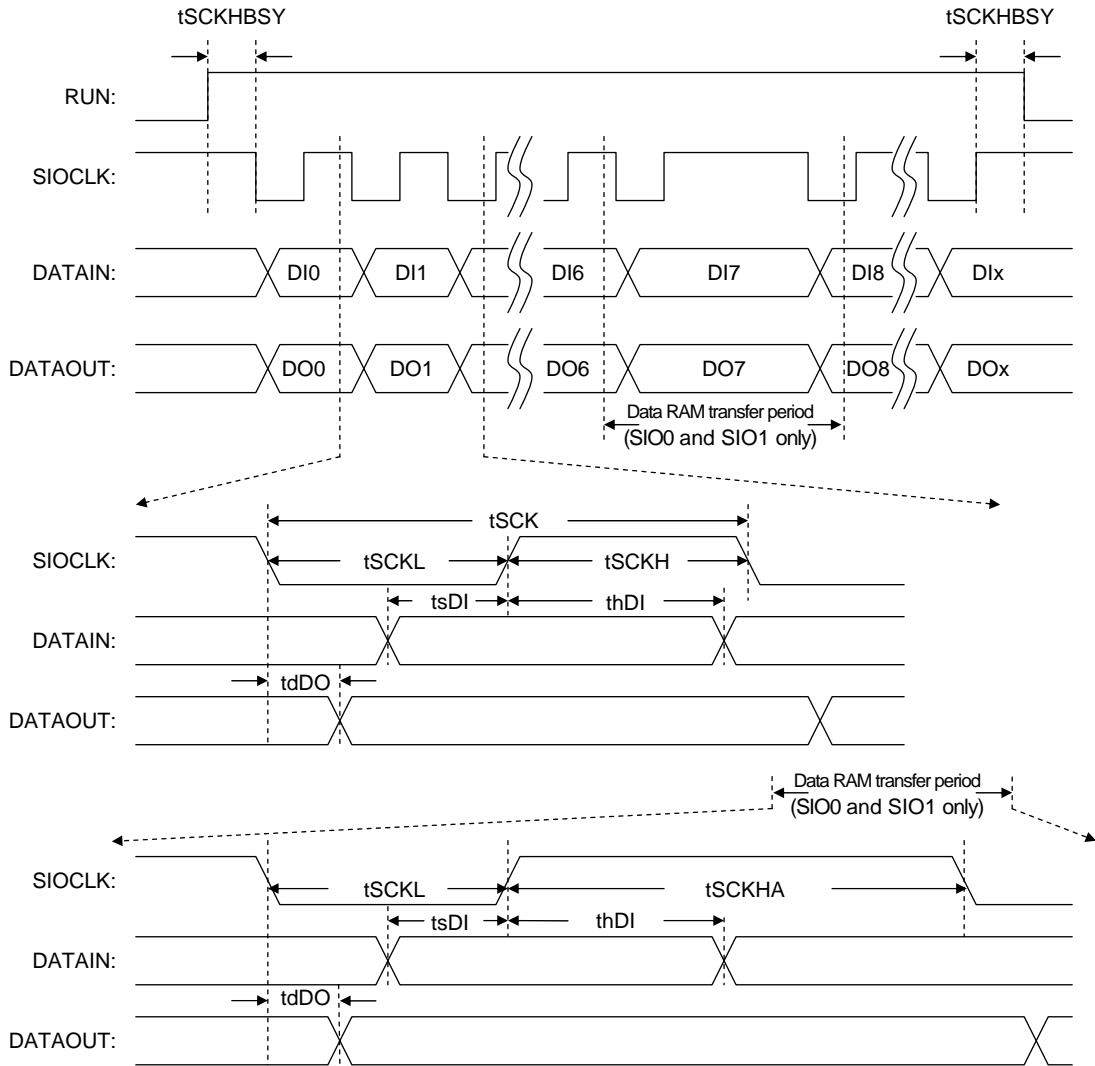 tSCKHBSY tSCKHBSY
RUN:
SIOCLK:
DATAIN: DI0 DI1 DI6 DI7 DI8 DIx
DATAOUT: DO0 DO1 DO6 DO7 DO8 DOx
Data RAM transfer period
(SIO0 and SIO1 only)
tSCK
SIOCLK: tSCKL tSCKH
tsDI thDI
DATAIN:
tdDO
DATAOUT:
Data RAM transfer period
(SIO0 and SIO1 only)
SIOCLK: tSCKL tSCKHA
tsDI thDI
DATAIN:
tdDO
DATAOUT: